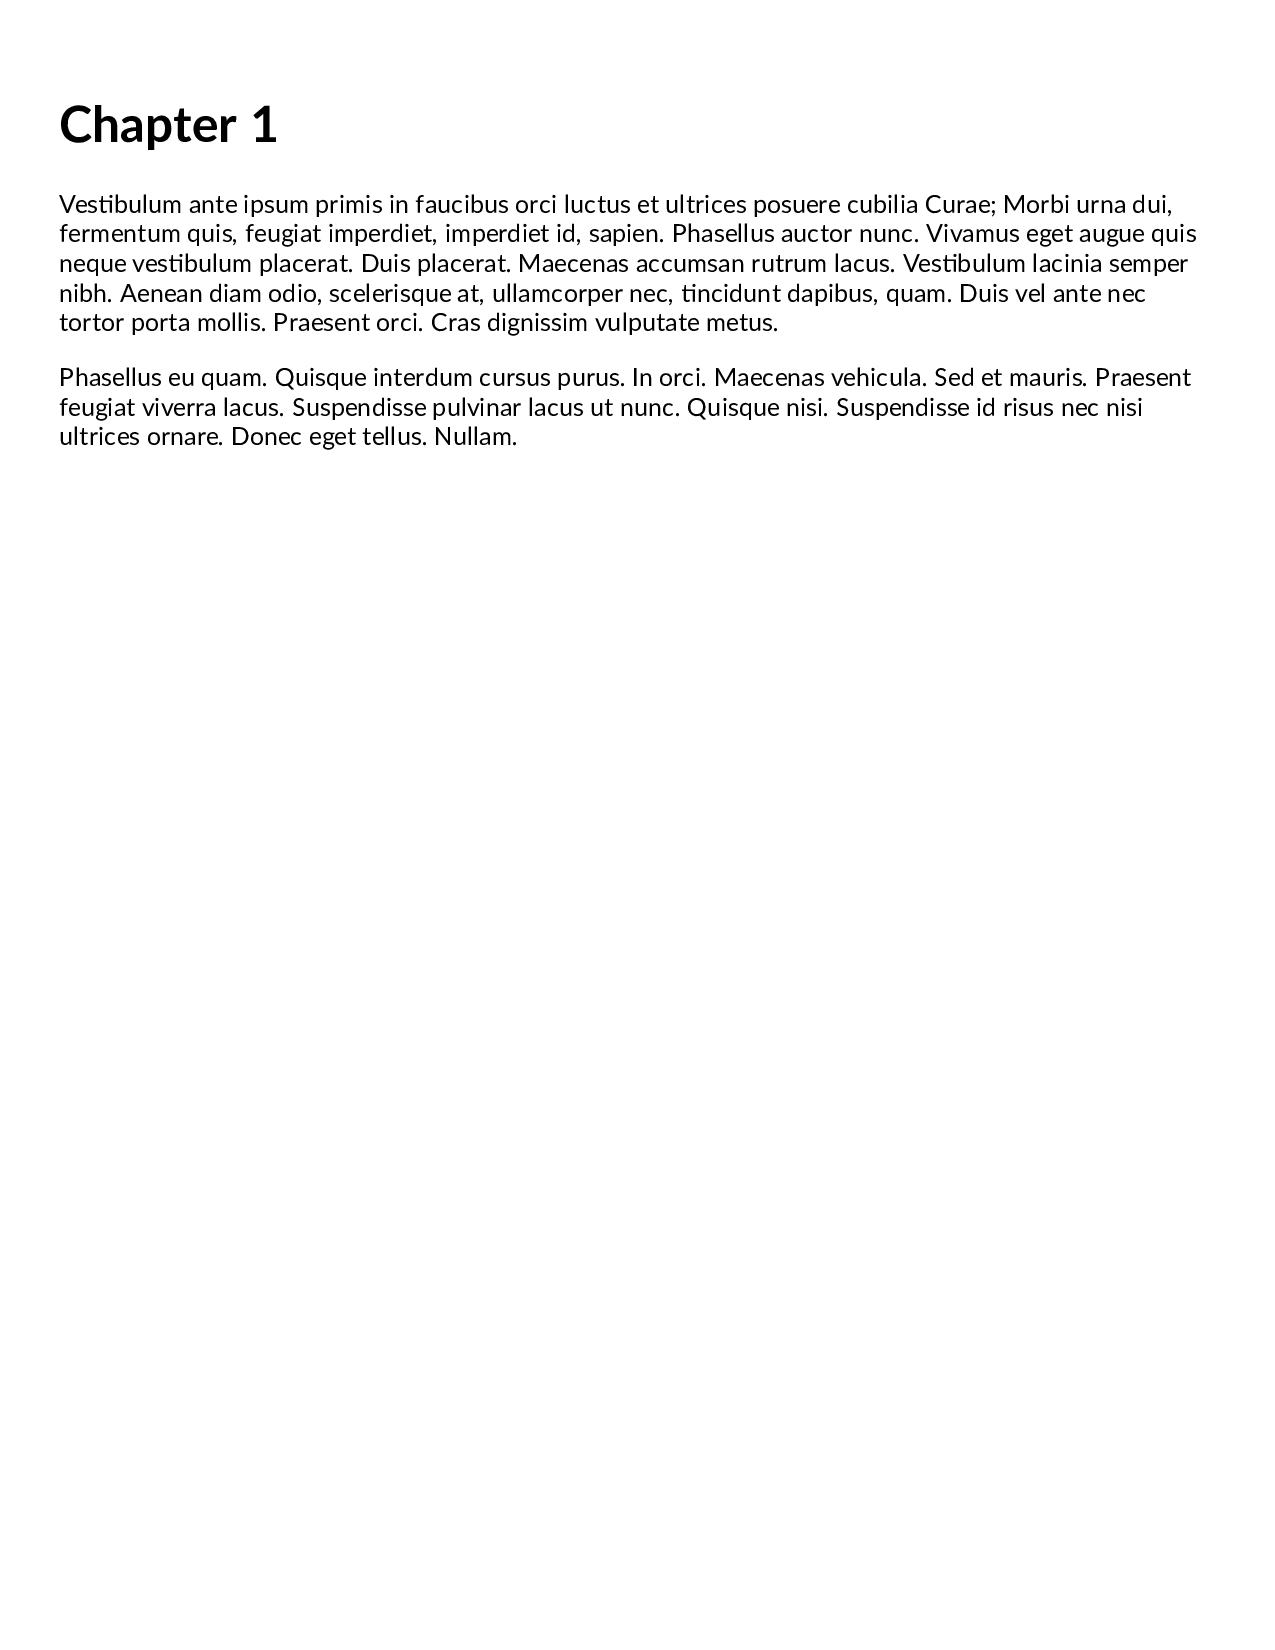 Chapter 1
Vestibulum ante ipsum primis in faucibus orci luctus et ultrices posuere cubilia Curae; Morbi urna dui,
fermentum quis, feugiat imperdiet, imperdiet id, sapien. Phasellus auctor nunc. Vivamus eget augue quis
neque vestibulum placerat. Duis placerat. Maecenas accumsan rutrum lacus. Vestibulum lacinia semper
nibh. Aenean diam odio, scelerisque at, ullamcorper nec, tincidunt dapibus, quam. Duis vel ante nec
tortor porta mollis. Praesent orci. Cras dignissim vulputate metus.
Phasellus eu quam. Quisque interdum cursus purus. In orci. Maecenas vehicula. Sed et mauris. Praesent
feugiat viverra lacus. Suspendisse pulvinar lacus ut nunc. Quisque nisi. Suspendisse id risus nec nisi
ultrices ornare. Donec eget tellus. Nullam.